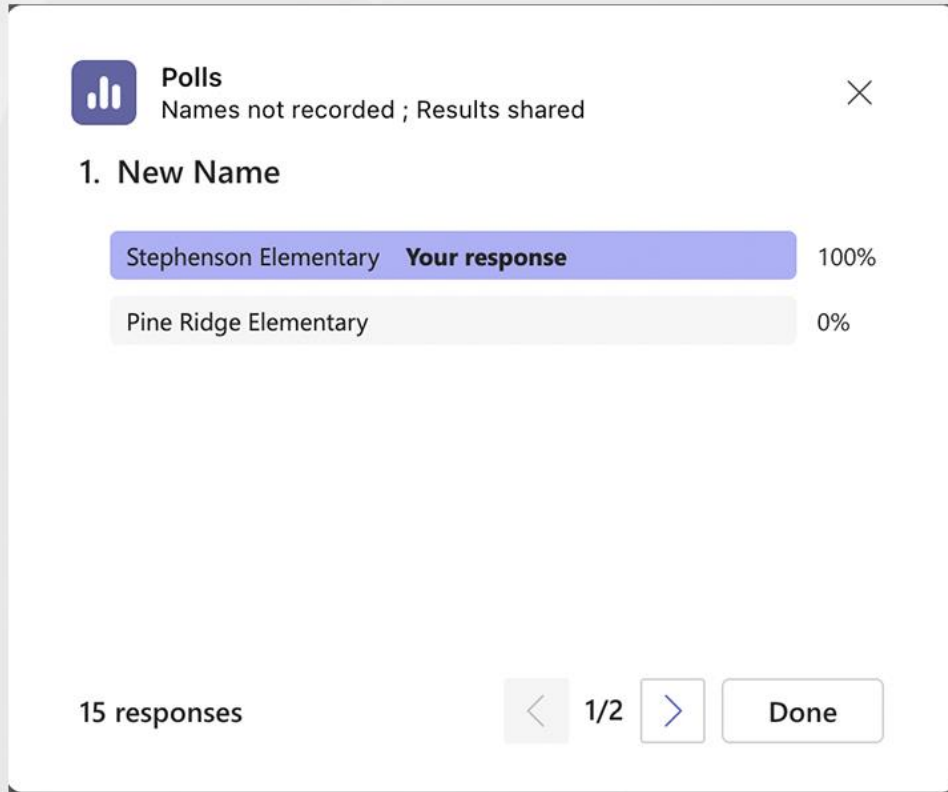 Polls
Names not recorded ; Results shared
1. New Name
Stephenson Elementary Your response 100%
Pine Ridge Elementary 0%
15 responses 1/2 Done